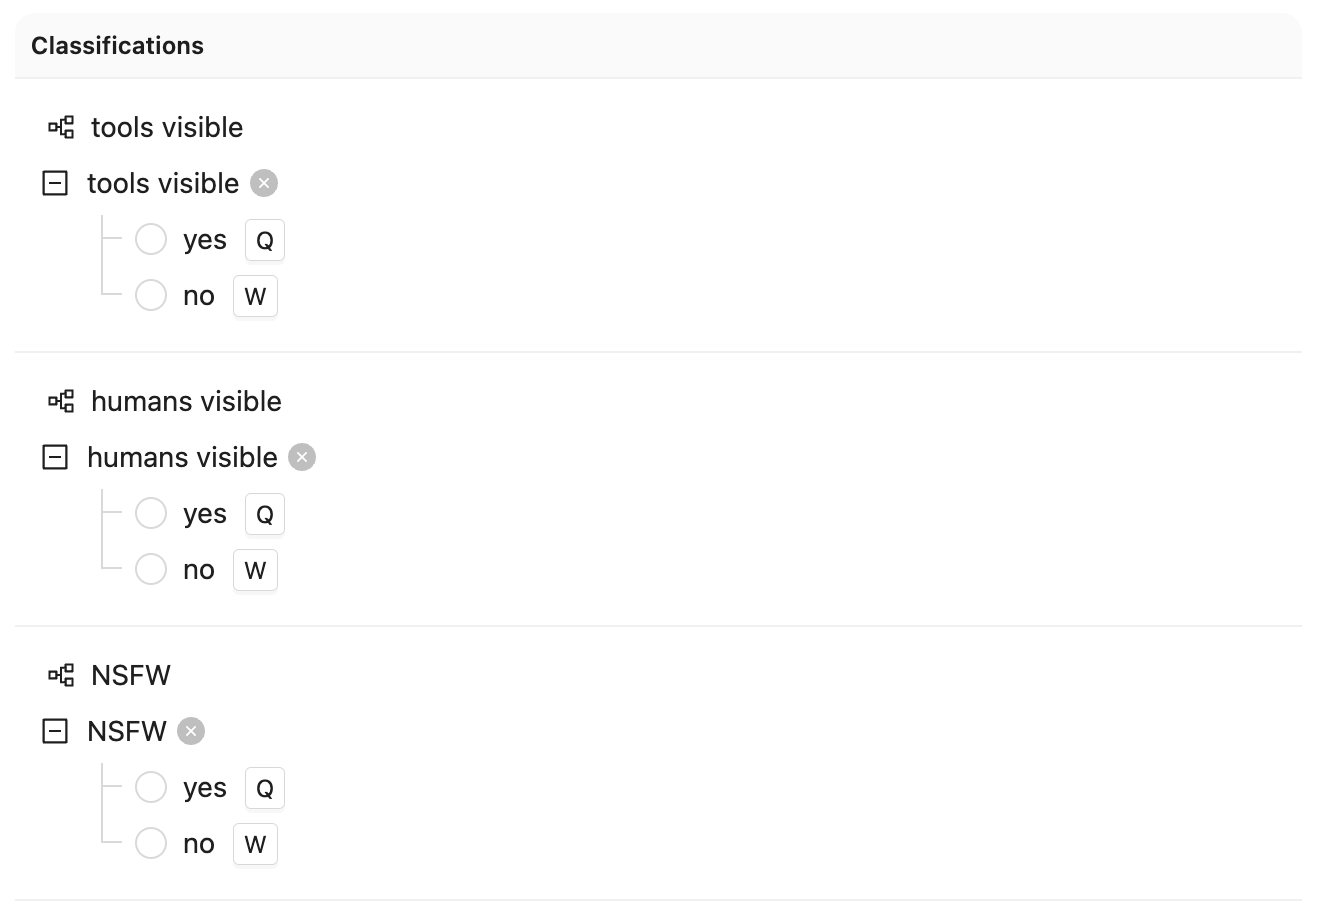 Classifications
tools visible
tools visible
yes Q
no W
humans visible
humans visible
yes Q
no W
NSFW
NSFW
yes Q
no W